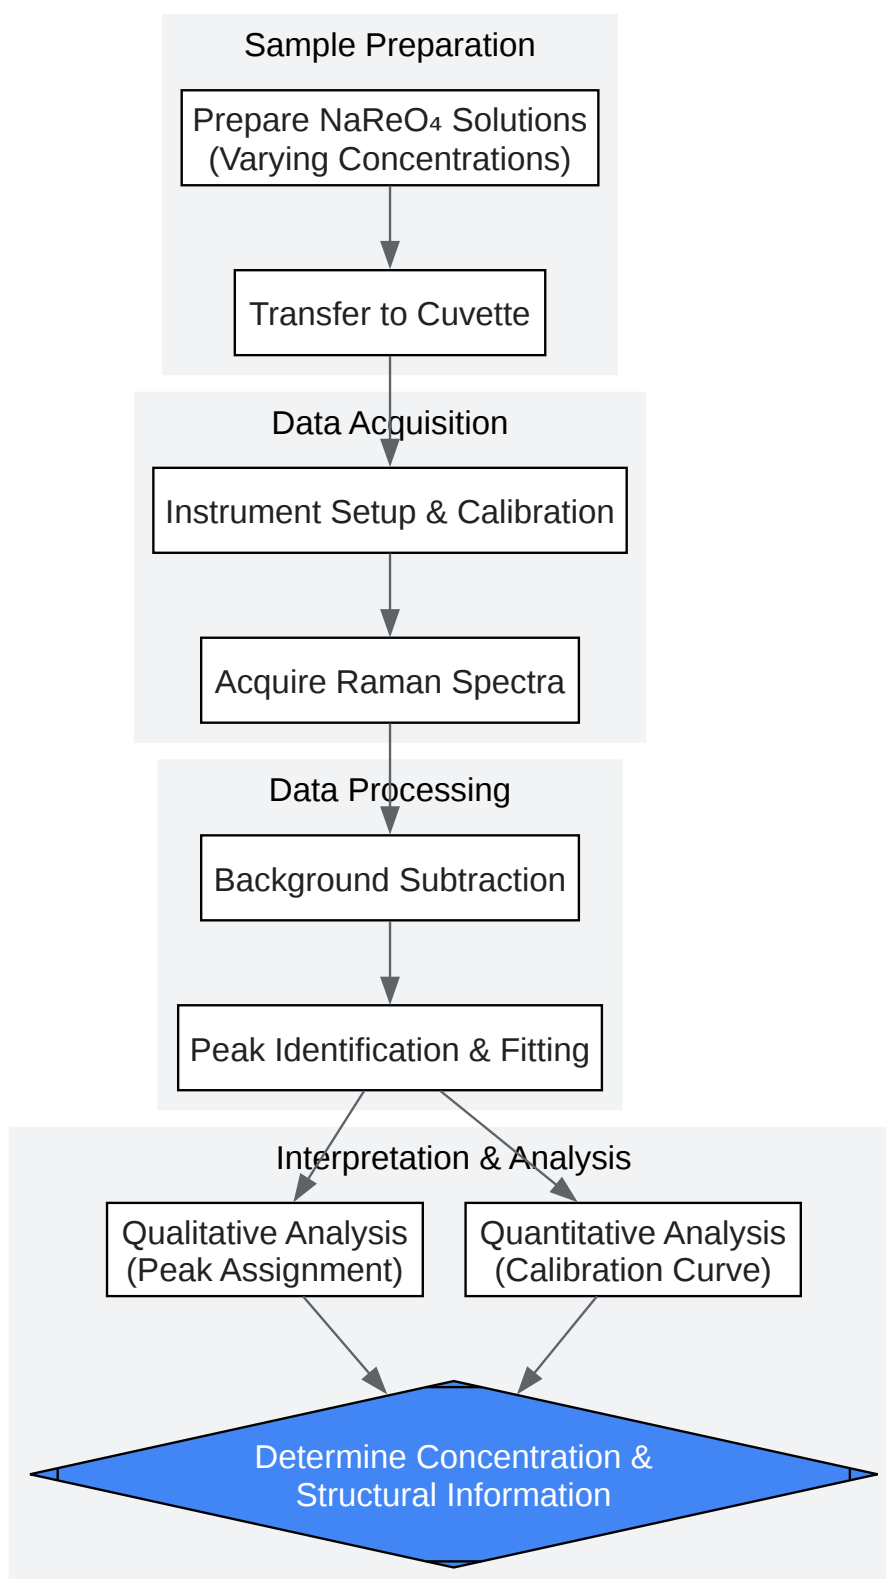 Sample Preparation
Prepare NaReO₄ Solutions
(Varying Concentrations)
Transfer to Cuvette
Data Acquisition
Instrument Setup & Calibration
Acquire Raman Spectra
Data Processing
Background Subtraction
Peak Identification & Fitting
Interpretation & Analysis
Qualitative Analysis
(Peak Assignment)
Quantitative Analysis
(Calibration Curve)
Determine Concentration &
Structural Information